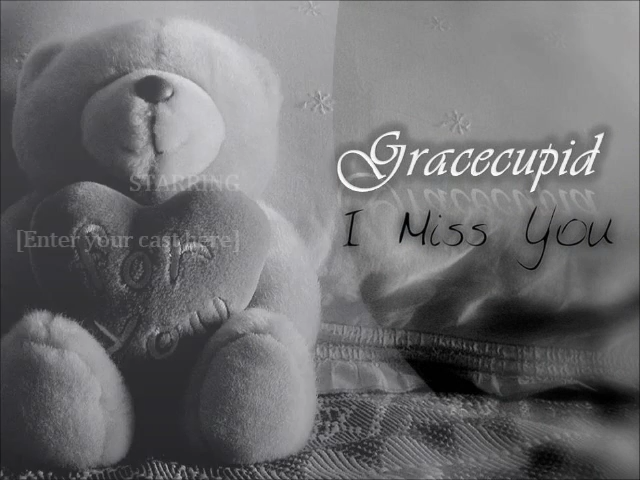 STARRING
[Enter your cast here]
For
You
Gracecupid
I Miss You